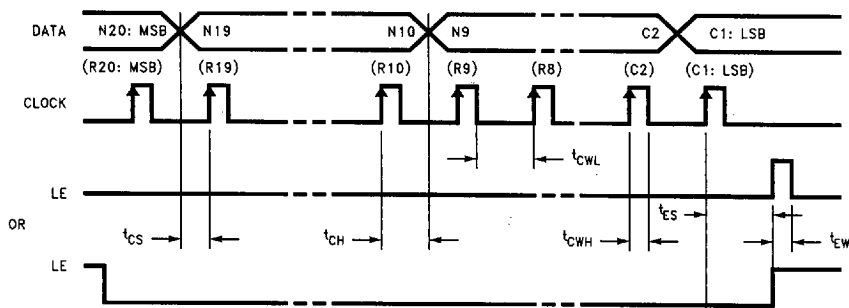 DATA N20: MSB N19 N10 N9 C2 C1: LSB
(R20: MSB) (R19) (R10) (R9) (R8) (C2) (C1: LSB)
CLOCK
tCWL
LE
tES
OR
tCS tCH tCWH tEW
LE